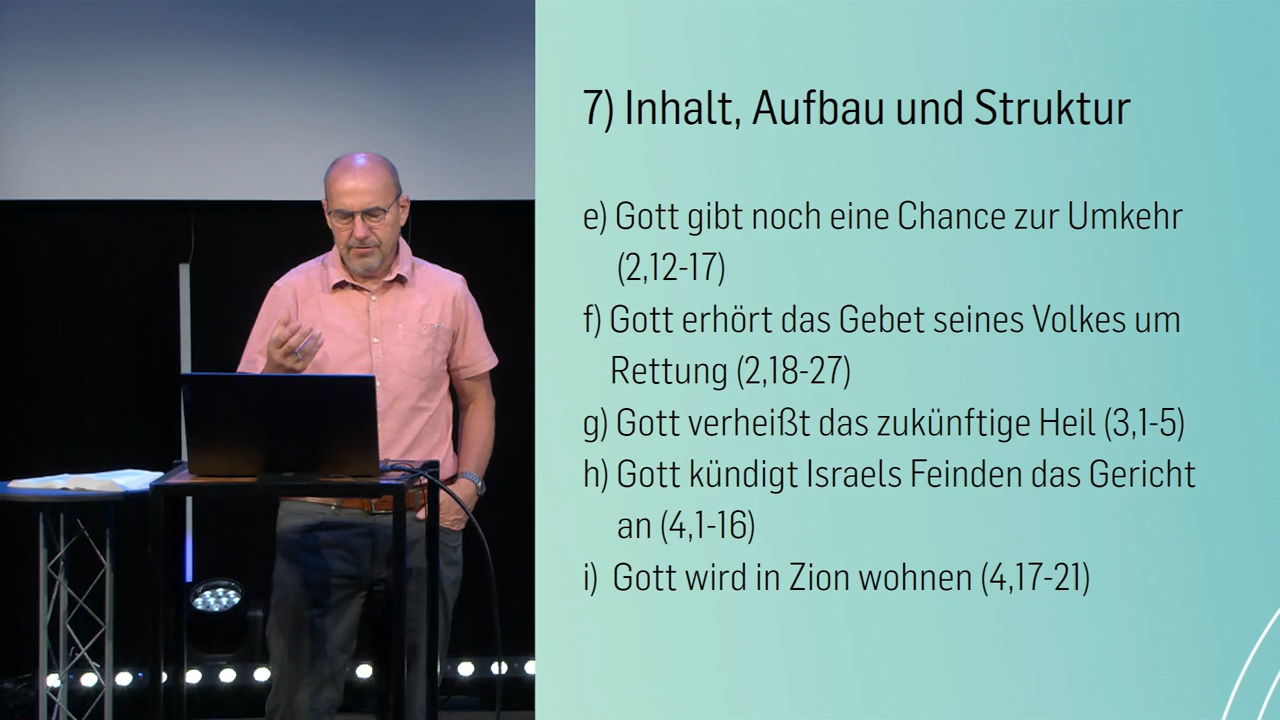 7) Inhalt, Aufbau und Struktur
e) Gott gibt noch eine Chance zur Umkehr
(2,12-17)
f) Gott erhört das Gebet seines Volkes um
Rettung (2,18-27)
g) Gott verheißt das zukünftige Heil (3,1-5)
h) Gott kündigt Israels Feinden das Gericht
an (4,1-16)
i) Gott wird in Zion wohnen (4,17-21)